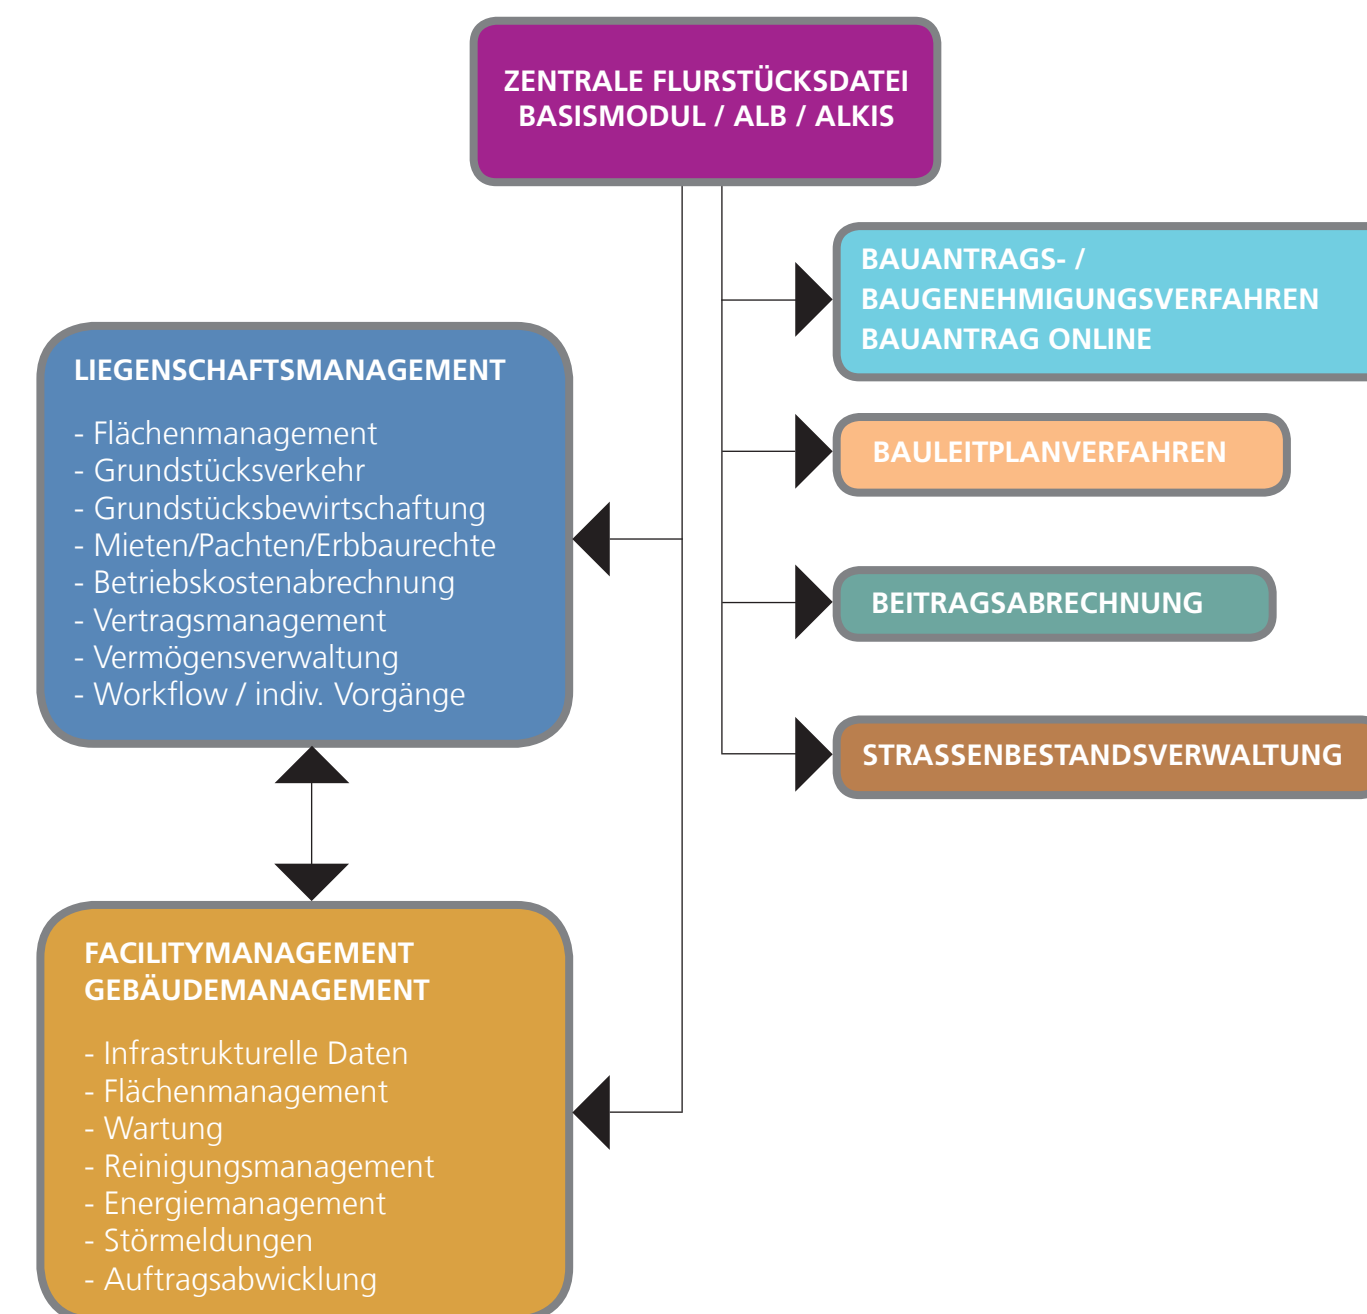 ZENTRALE FLURSTÜCKSDATEI
BASISMODUL / ALB / ALKIS
BAUANTRAGS- /
BAUGENEHMIGUNGSVERFAHREN
BAUANTRAG ONLINE
BAULEITPLANVERFAHREN
BEITRAGSABRECHNUNG
STRASSENBESTANDSVERWALTUNG
LIEGENSCHAFTSMANAGEMENT
- Flächenmanagement
- Grundstücksverkehr
- Grundstücksbewirtschaftung
- Mieten/Pachten/Erbbaurechte
- Betriebskostenabrechnung
- Vertragsmanagement
- Vermögensverwaltung
- Workflow / indiv. Vorgänge
FACILITYMANAGEMENT
GEBÄUDEMANAGEMENT
- Infrastrukturelle Daten
- Flächenmanagement
- Wartung
- Reinigungsmanagement
- Energiemanagement
- Störmeldungen
- Auftragsabwicklung